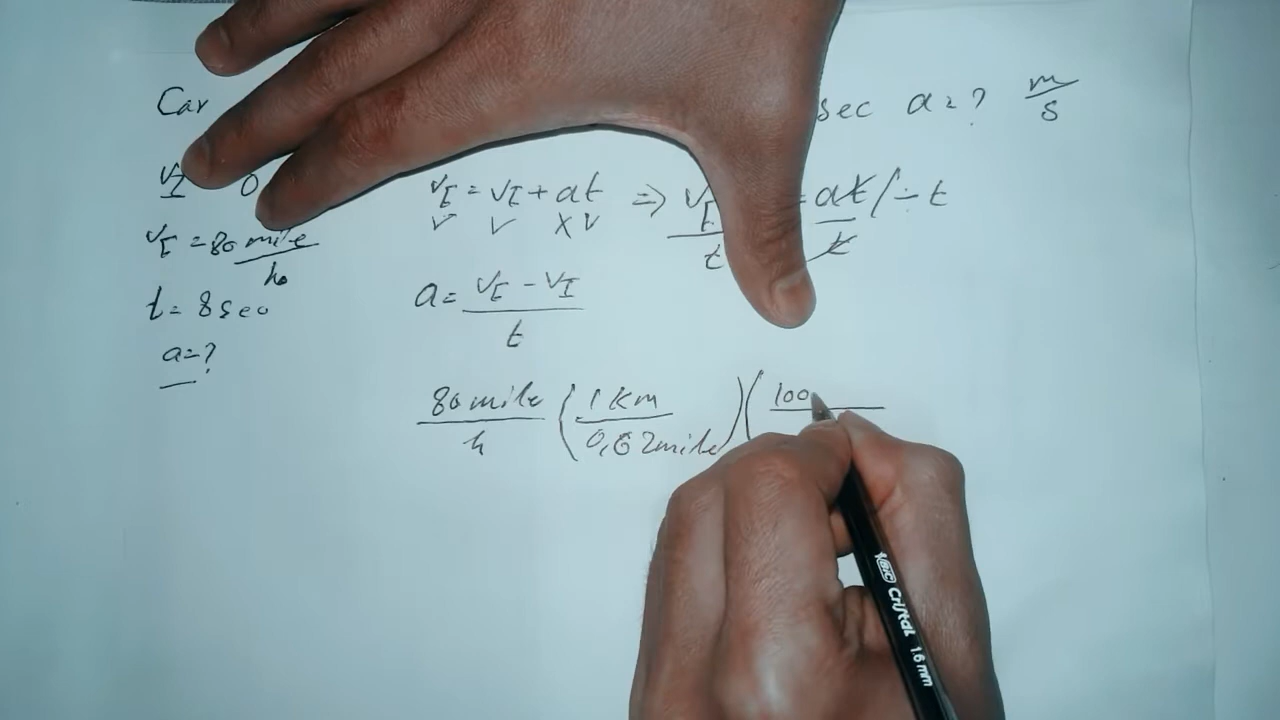 Car sec a = ? m/s
vI 0
vF = 80 mile/h
t = 8 sec
a = ?
vF = vI + at => vF/t = at/t /÷ t
V V X V
a = vF - vI / t
80 mile/h (1 km/0,62 mile)(100
BIC Cristal 1.6 mm